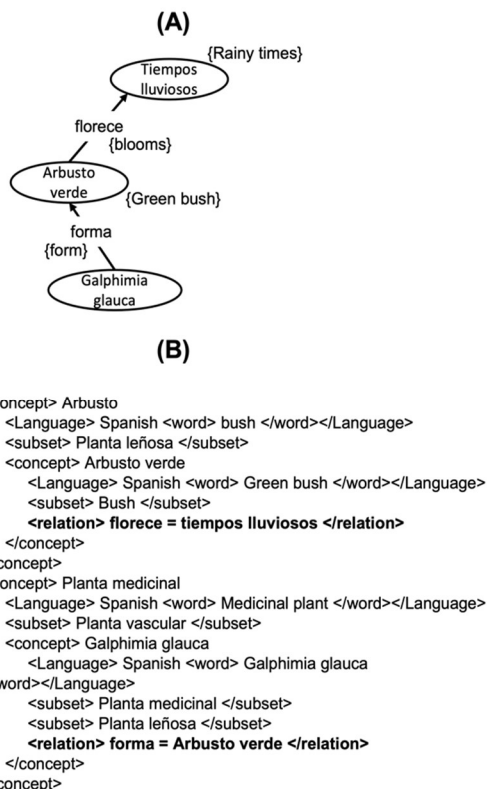 (A)
{Rainy times}
Tiempos
lluviosos
florece
{blooms}
Arbusto
verde
{Green bush}
forma
{form}
Galphimia
glauca
(B)
oncept> Arbusto
<Language> Spanish <word> bush </word></Language>
<subset> Planta leñosa </subset>
<concept> Arbusto verde
<Language> Spanish <word> Green bush </word></Language>
<subset> Bush </subset>
<relation> florece = tiempos lluviosos </relation>
</concept>
concept>
oncept> Planta medicinal
<Language> Spanish <word> Medicinal plant </word></Language>
<subset> Planta vascular </subset>
<concept> Galphimia glauca
<Language> Spanish <word> Galphimia glauca
word></Language>
<subset> Planta medicinal </subset>
<subset> Planta leñosa </subset>
<relation> forma = Arbusto verde </relation>
</concept>
concept>